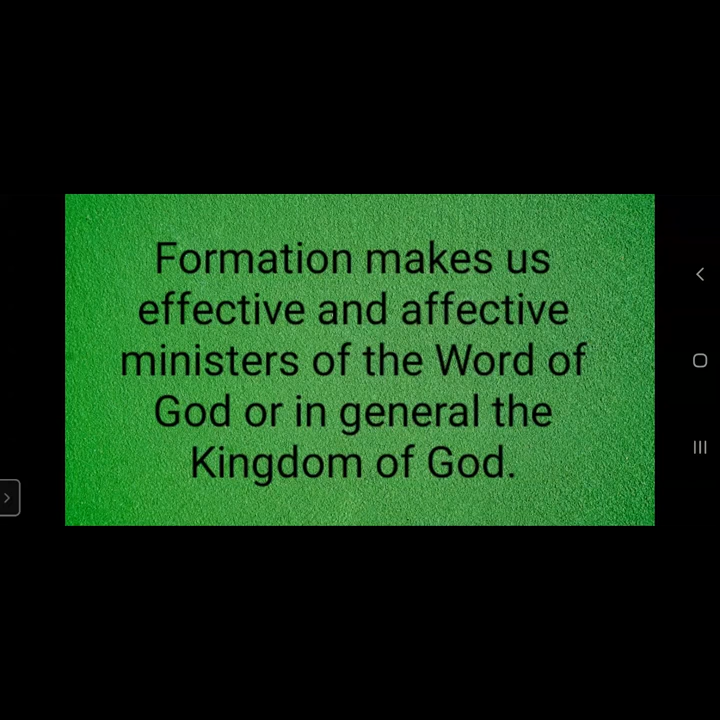 Formation makes us
effective and affective
ministers of the Word of
God or in general the
Kingdom of God.